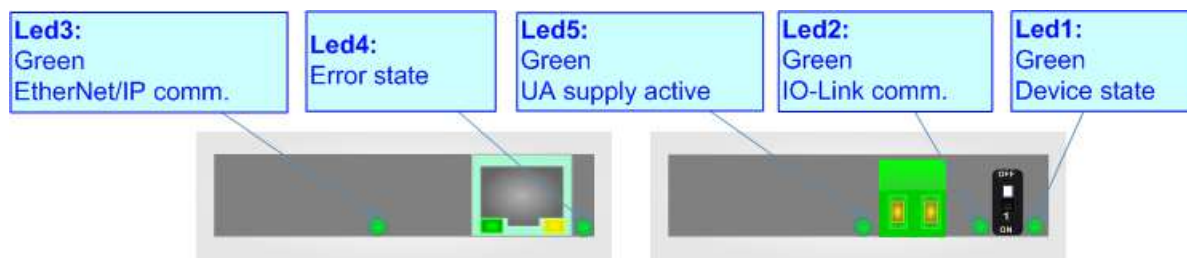 Led3:
Green
EtherNet/IP comm.
Led4:
Error state
Led5:
Green
UA supply active
Led2:
Green
IO-Link comm.
Led1:
Green
Device state
OFF
1
ON